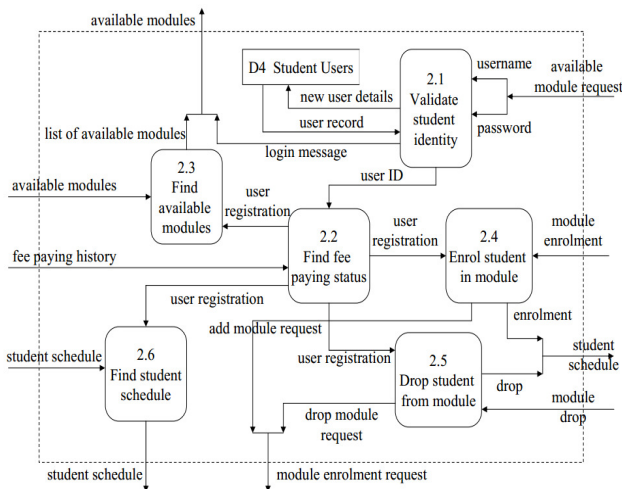 available modules
D4 Student Users
2.1
Validate
student
identity
username
password
available
module request
new user details
user record
login message
list of available modules
2.3
Find
available
modules
available modules
user ID
user
registration
2.2
Find fee
paying status
user
registration
2.4
Enrol student
in module
module
enrolment
fee paying history
user registration
add module request
enrolment
student
schedule
student schedule
2.6
Find student
schedule
user registration
2.5
Drop student
from module
drop
module
drop
drop module
request
student schedule
module enrolment request